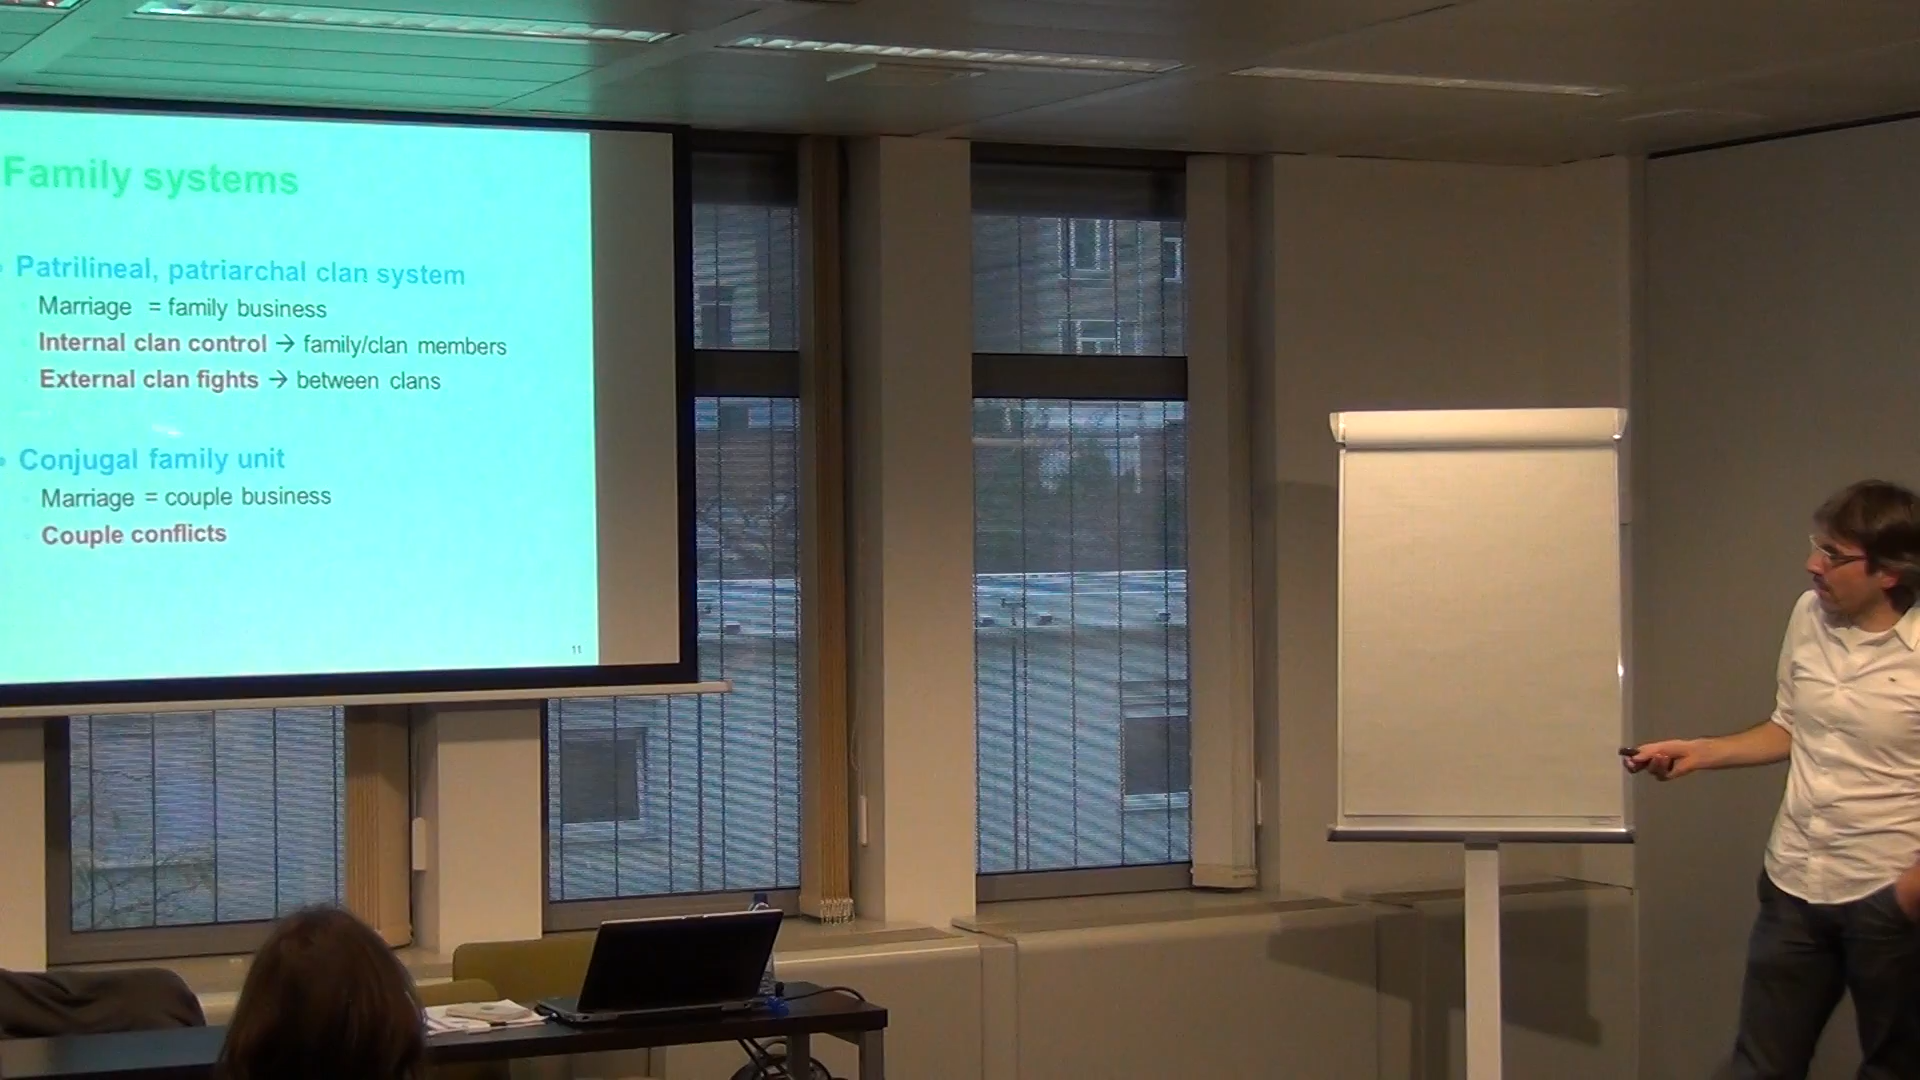 Family systems
Patrilineal, patriarchal clan system
Marriage = family business
Internal clan control → family/clan members
External clan fights → between clans
Conjugal family unit
Marriage = couple business
Couple conflicts
11